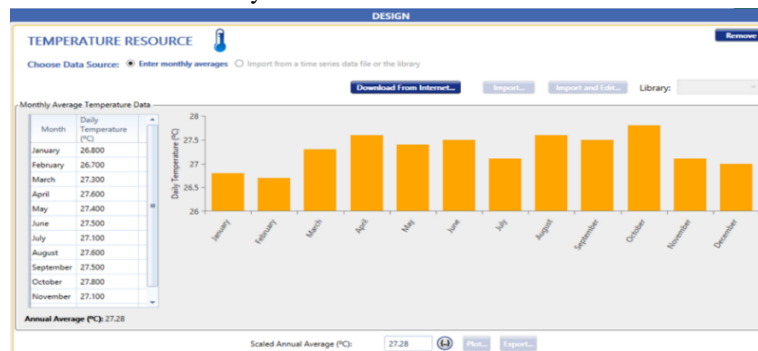 DESIGN
TEMPERATURE RESOURCE
Remove
Choose Data Source: Enter monthly averages Import from a time series data file or the library
Download From Internet... Import... Import and Edit... Library:
Monthly Average Temperature Data
Month Daily Temperature (°C)
January 26.800
February 26.700
March 27.300
April 27.600
May 27.400
June 27.500
July 27.100
August 27.600
September 27.500
October 27.800
November 27.100
Daily Temperature (°C)
28
27.5
27
26.5
26
January February March April May June July August September October November December
Annual Average (°C): 27.28
Scaled Annual Average (°C): 27.28 {..} Plot... Export...